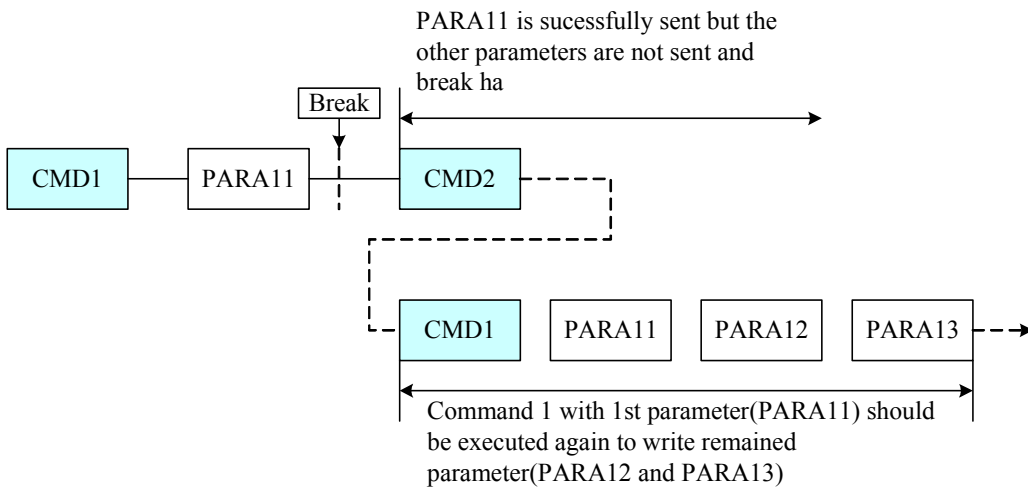 PARA11 is sucessfully sent but the
other parameters are not sent and
break ha
Break
CMD1
PARA11
CMD2
CMD1
PARA11
PARA12
PARA13
Command 1 with 1st parameter(PARA11) should
be executed again to write remained
parameter(PARA12 and PARA13)